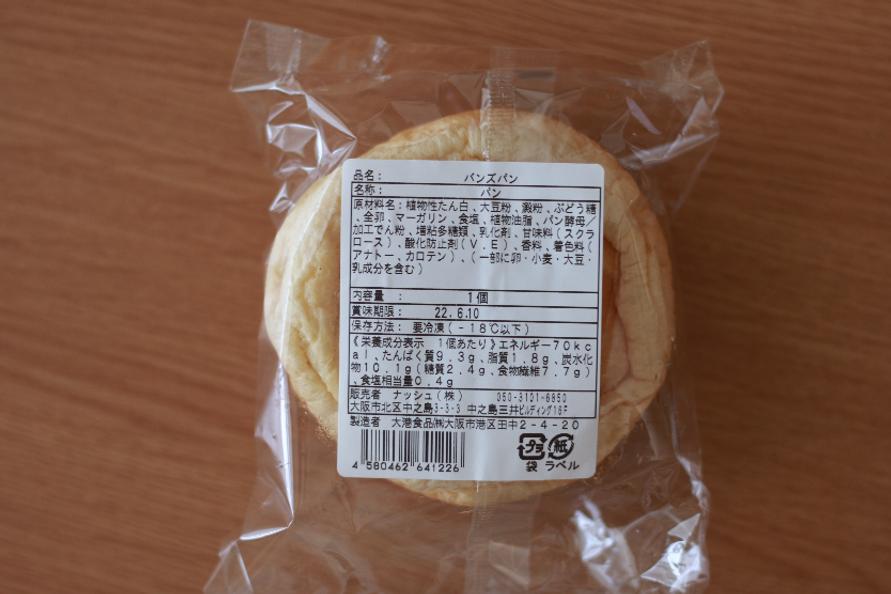 品名： バンズパン
名称： パン
原材料名：植物性たん白、大豆粉、澱粉、ぶどう糖
、全卵、マーガリン、食塩、植物油脂、パン酵母／
加工でん粉、増粘多糖類、乳化剤、甘味料（スクラ
ロース）、酸化防止剤（Ｖ．Ｅ）、香料、着色料（
アナトー、カロテン）、（一部に卵・小麦・大豆・
乳成分を含む）
内容量 ： １個
賞味期限： 22. 6.10
保存方法： 要冷凍（－１８℃以下）
《栄養成分表示 １個あたり》エネルギー７０ｋｃ
ａｌ、たんぱく質９．３ｇ、脂質１．８ｇ、炭水化
物１０．１ｇ（糖質２．４ｇ、食物繊維７．７ｇ）
、食塩相当量０．４ｇ
販売者 ナッシュ（株） 050-3101-6850
大阪市北区中之島3-3-3 中之島三井ビルディング16F
製造者 大港食品㈱大阪市港区田中２－４－２０
プラ 紙
袋 ラベル
4 580462 641226